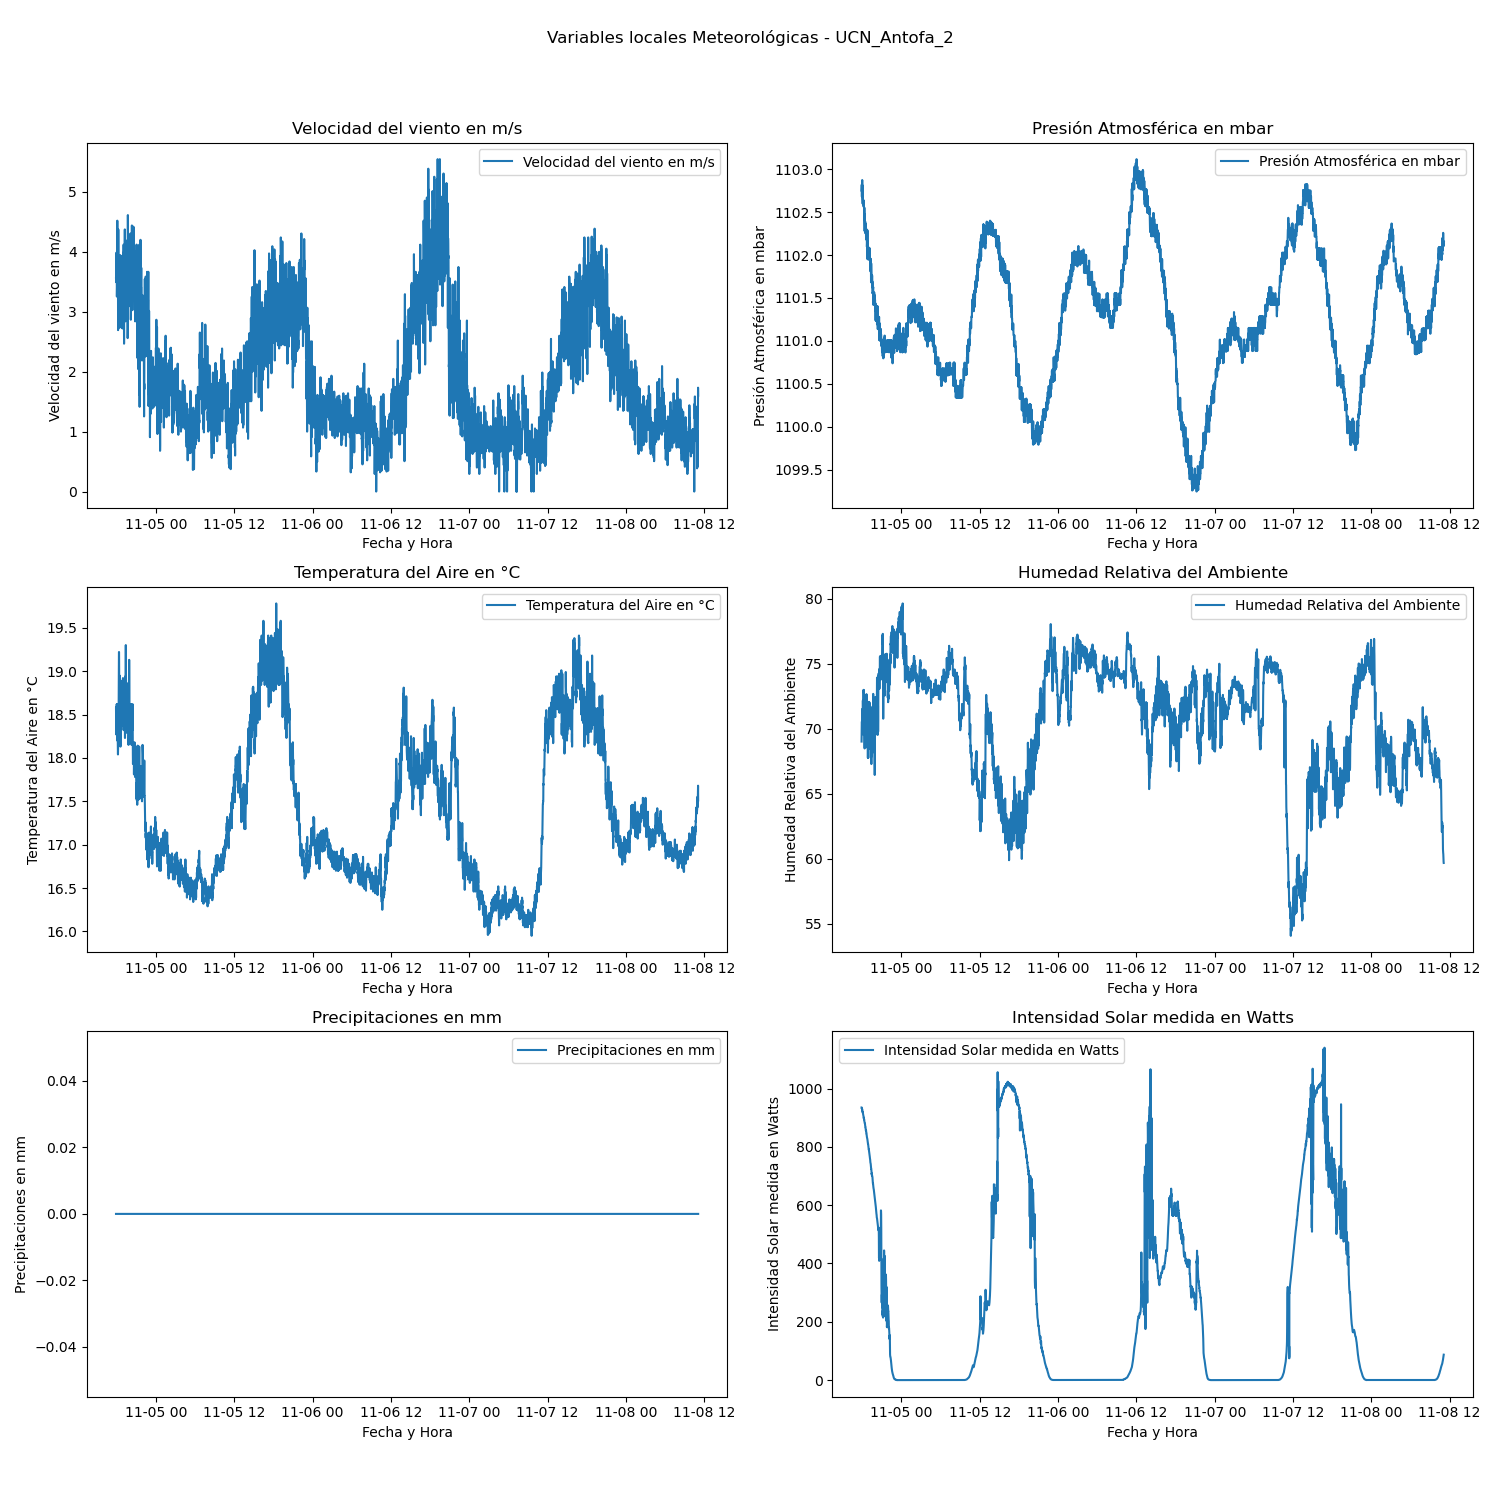 Variables locales Meteorológicas - UCN_Antofa_2
Velocidad del viento en m/s
Velocidad del viento en m/s
Velocidad del viento en m/s
5
4
3
2
1
0
11-05 00 11-05 12 11-06 00 11-06 12 11-07 00 11-07 12 11-08 00 11-08 12
Fecha y Hora
Presión Atmosférica en mbar
Presión Atmosférica en mbar
Presión Atmosférica en mbar
1103.0
1102.5
1102.0
1101.5
1101.0
1100.5
1100.0
1099.5
11-05 00 11-05 12 11-06 00 11-06 12 11-07 00 11-07 12 11-08 00 11-08 12
Fecha y Hora
Temperatura del Aire en °C
Temperatura del Aire en °C
Temperatura del Aire en °C
19.5
19.0
18.5
18.0
17.5
17.0
16.5
16.0
11-05 00 11-05 12 11-06 00 11-06 12 11-07 00 11-07 12 11-08 00 11-08 12
Fecha y Hora
Humedad Relativa del Ambiente
Humedad Relativa del Ambiente
Humedad Relativa del Ambiente
80
75
70
65
60
55
11-05 00 11-05 12 11-06 00 11-06 12 11-07 00 11-07 12 11-08 00 11-08 12
Fecha y Hora
Precipitaciones en mm
Precipitaciones en mm
Precipitaciones en mm
0.04
0.02
0.00
−0.02
−0.04
11-05 00 11-05 12 11-06 00 11-06 12 11-07 00 11-07 12 11-08 00 11-08 12
Fecha y Hora
Intensidad Solar medida en Watts
Intensidad Solar medida en Watts
Intensidad Solar medida en Watts
1000
800
600
400
200
0
11-05 00 11-05 12 11-06 00 11-06 12 11-07 00 11-07 12 11-08 00 11-08 12
Fecha y Hora